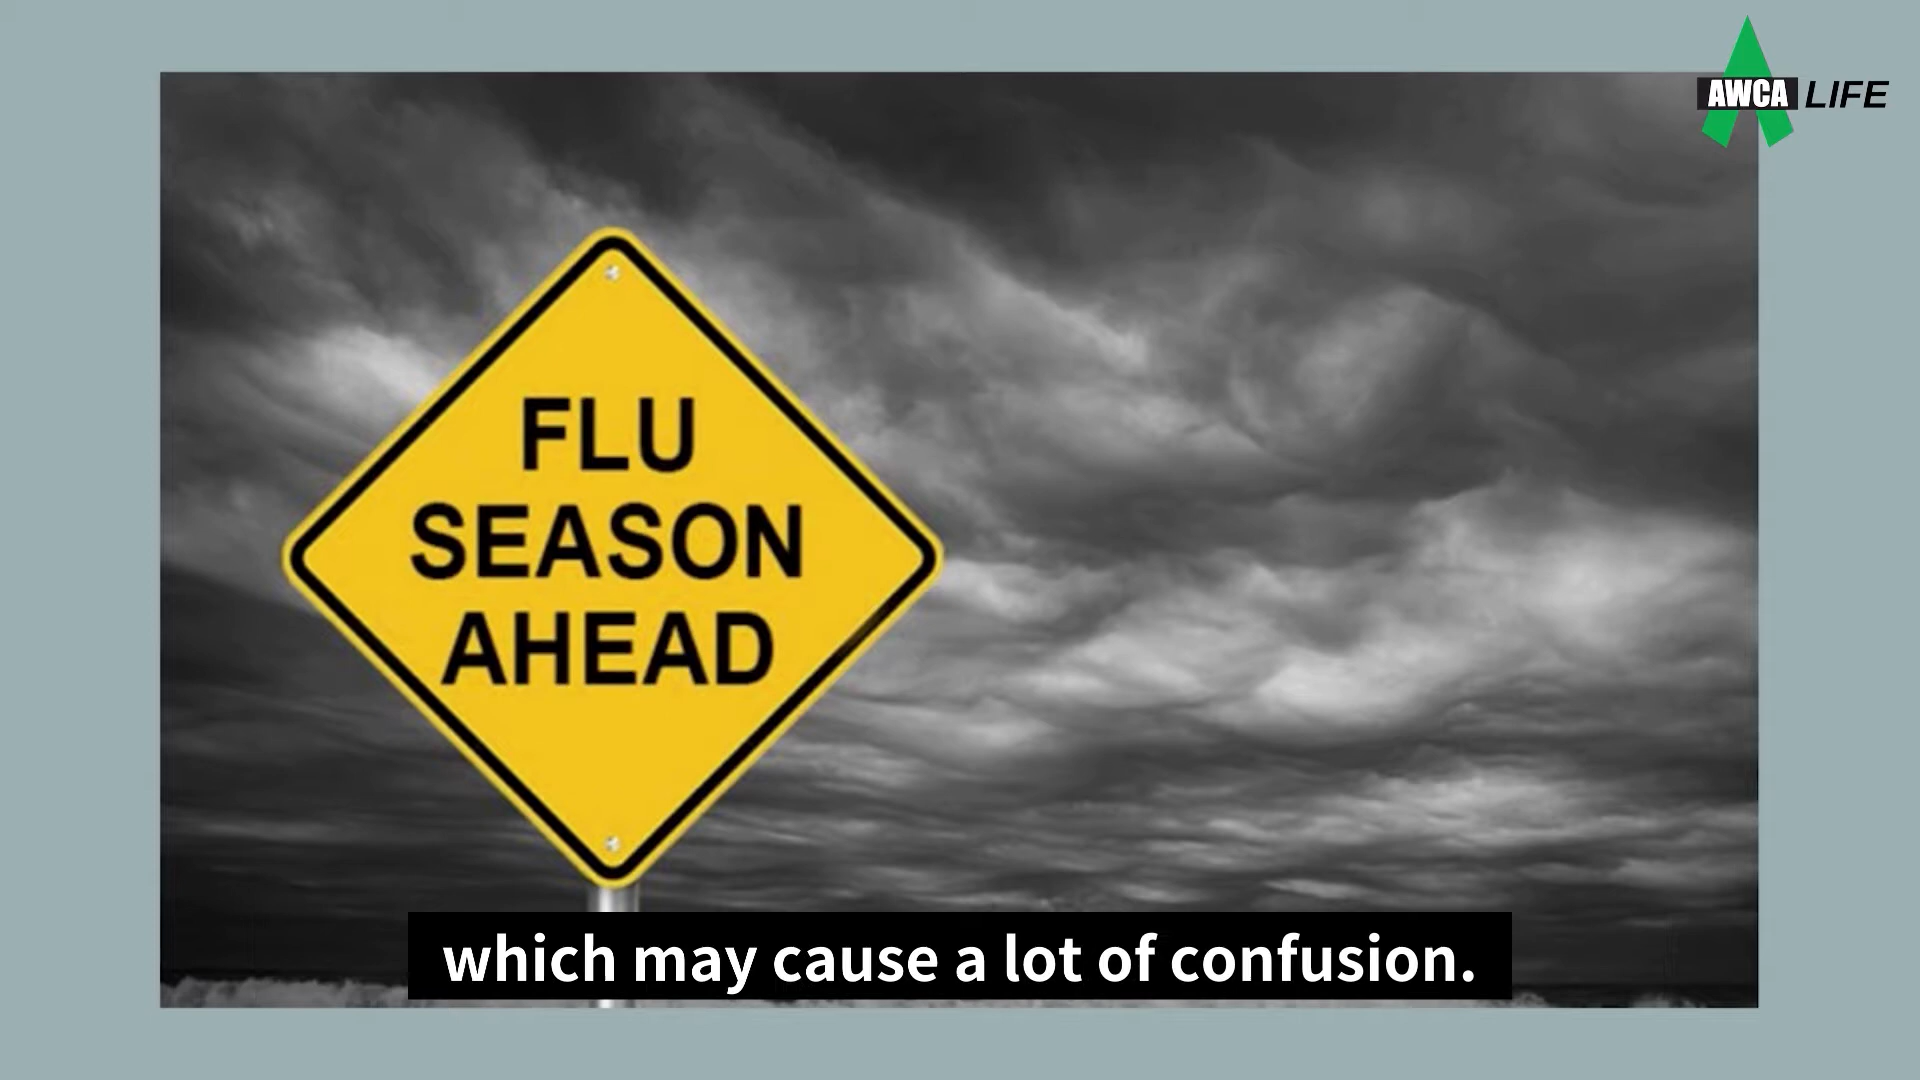 AWCA LIFE
FLU
SEASON
AHEAD
which may cause a lot of confusion.